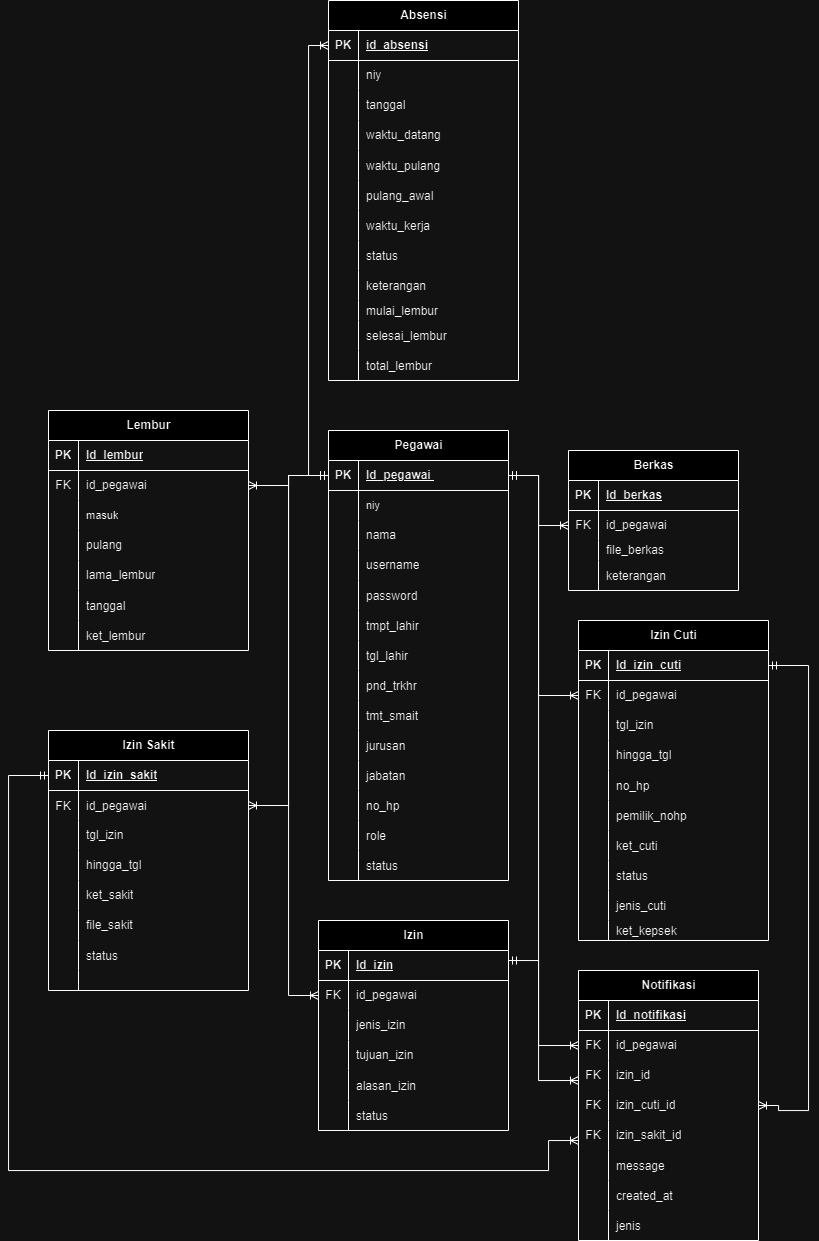 Absensi
PK id_absensi
niy
tanggal
waktu_datang
waktu_pulang
pulang_awal
waktu_kerja
status
keterangan
mulai_lembur
selesai_lembur
total_lembur
Lembur
PK Id_lembur
FK id_pegawai
masuk
pulang
lama_lembur
tanggal
ket_lembur
Pegawai
PK Id_pegawai
niy
nama
username
password
tmpt_lahir
tgl_lahir
pnd_trkhr
tmt_smait
jurusan
jabatan
no_hp
role
status
Berkas
PK Id_berkas
FK id_pegawai
file_berkas
keterangan
Izin Cuti
PK Id_izin_cuti
FK id_pegawai
tgl_izin
hingga_tgl
no_hp
pemilik_nohp
ket_cuti
status
jenis_cuti
ket_kepsek
Izin Sakit
PK Id_izin_sakit
FK id_pegawai
tgl_izin
hingga_tgl
ket_sakit
file_sakit
status
Izin
PK Id_izin
FK id_pegawai
jenis_izin
tujuan_izin
alasan_izin
status
Notifikasi
PK Id_notifikasi
FK id_pegawai
FK izin_id
FK izin_cuti_id
FK izin_sakit_id
message
created_at
jenis